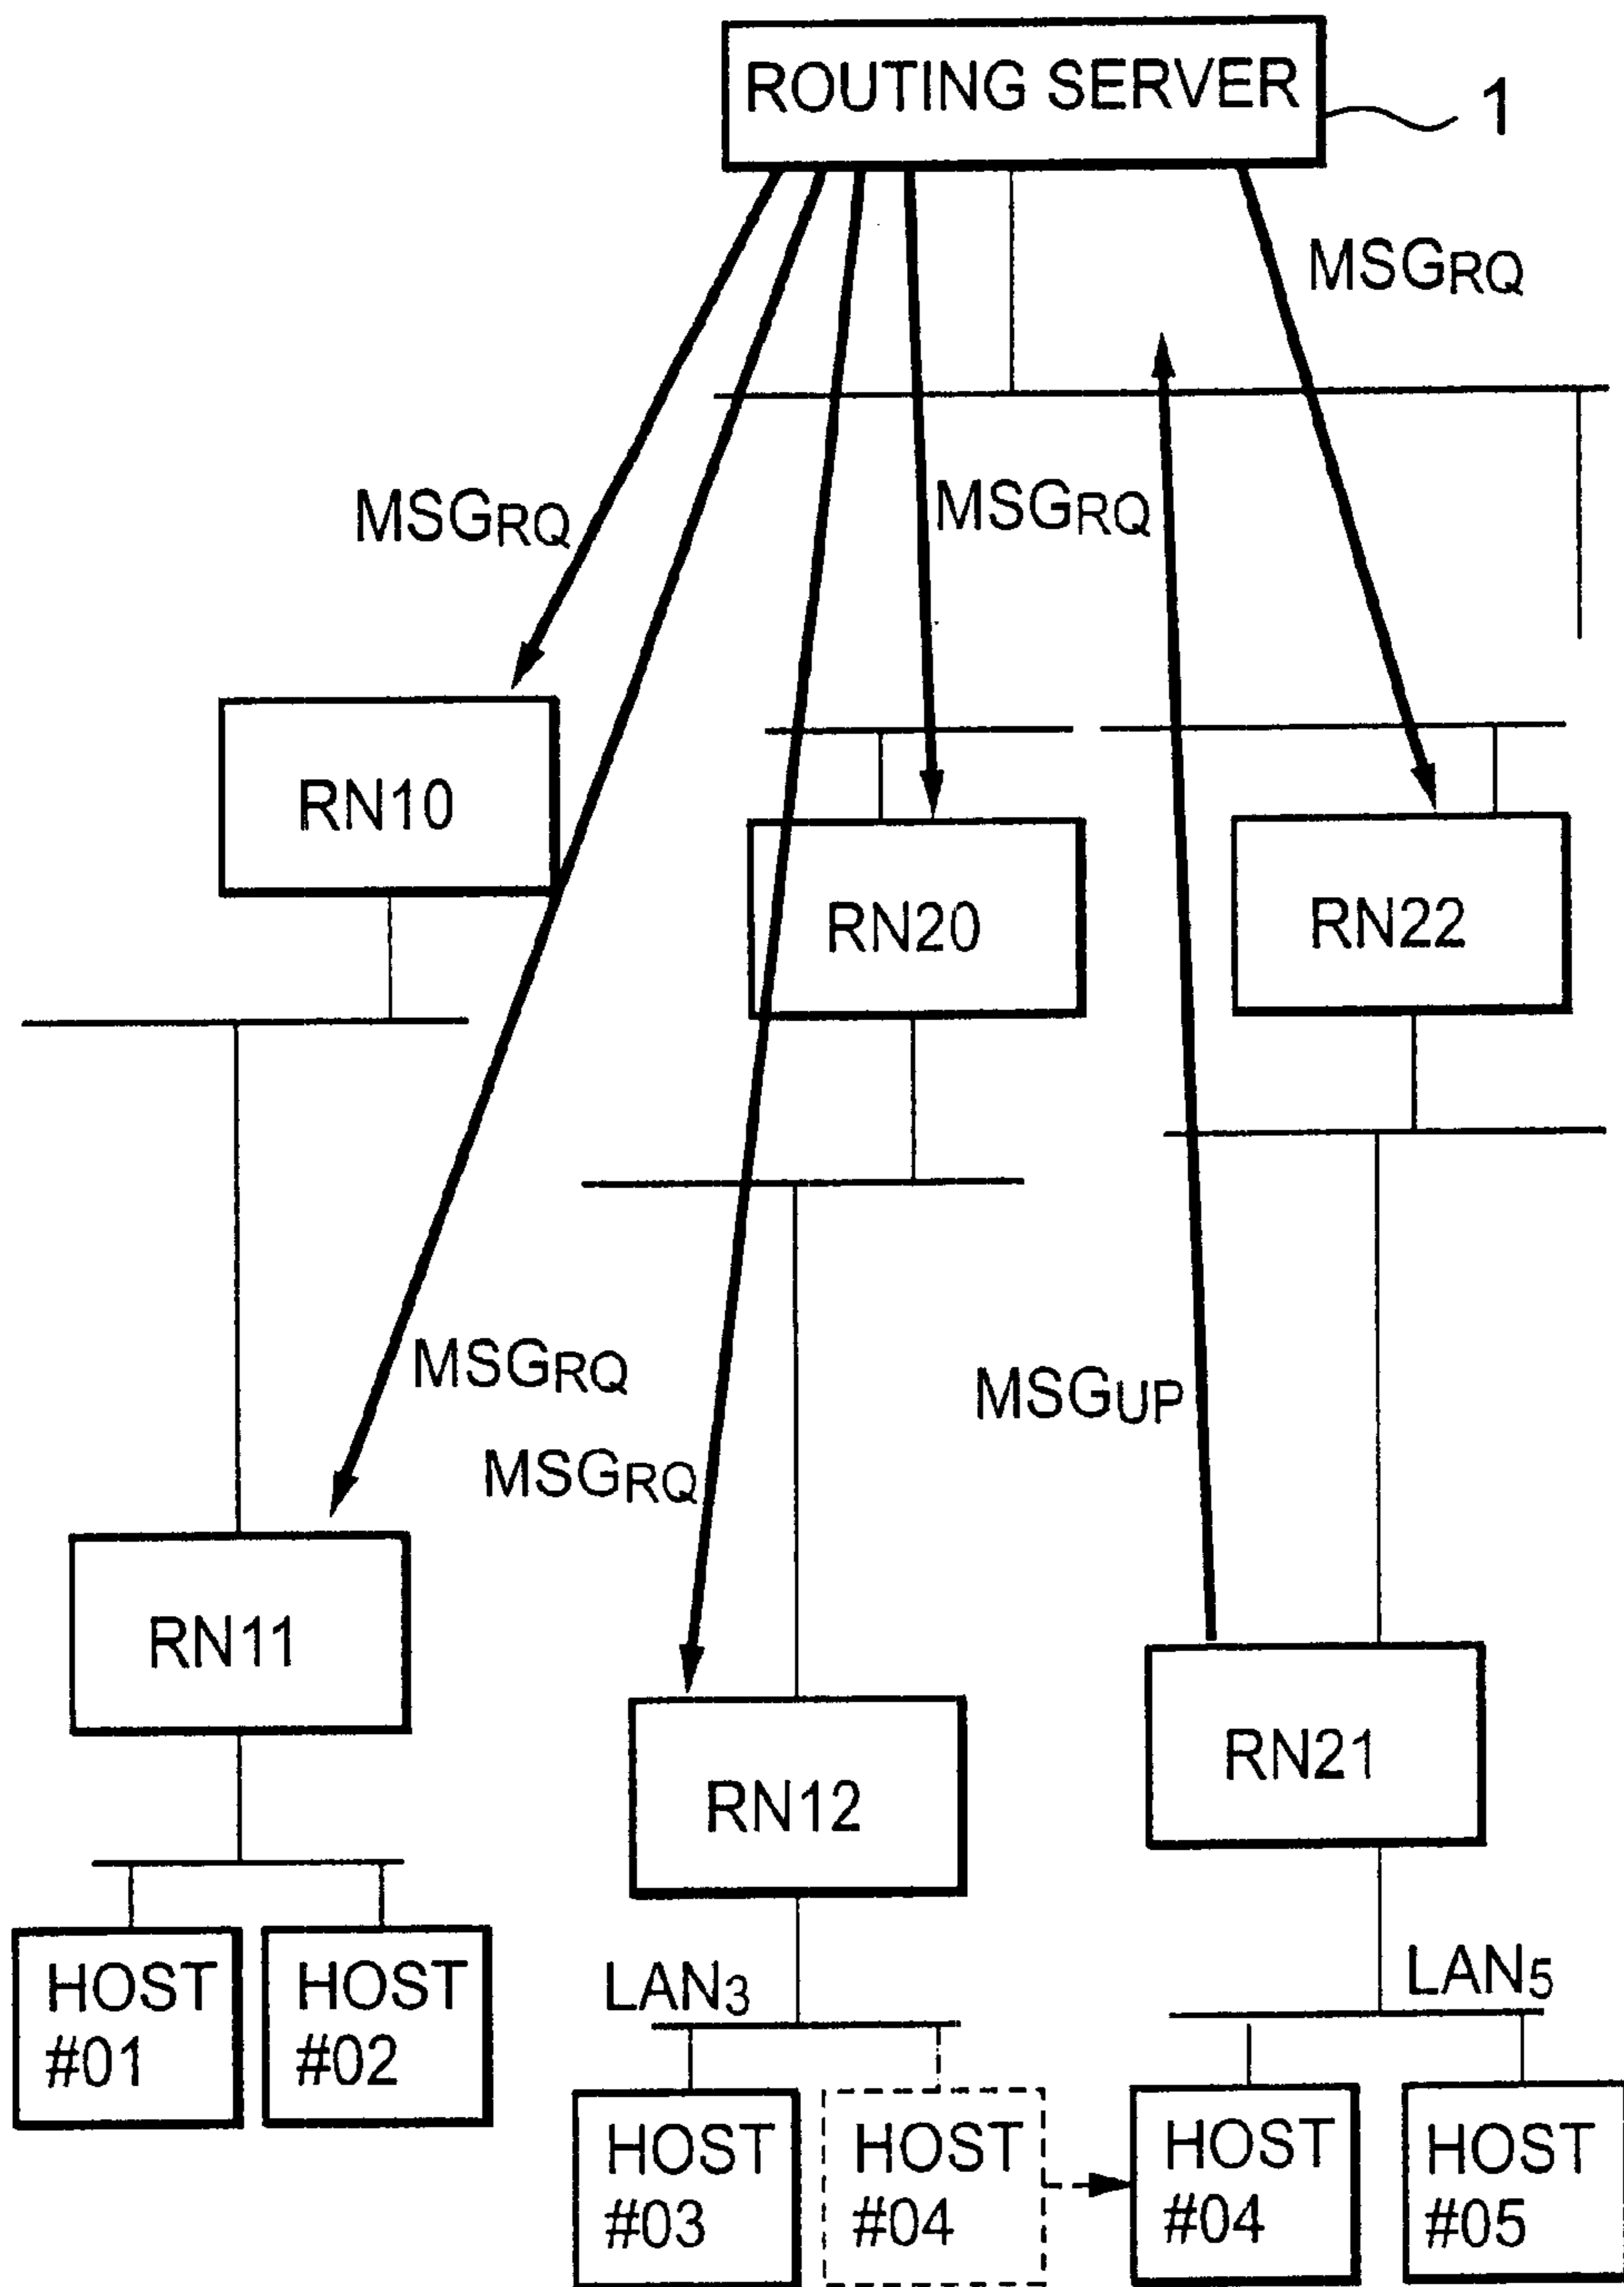 ROUTING SERVER
1
MSGRQ
MSGRQ
MSGRQ
RN10
RN20
RN22
MSGRQ
MSGUP
MSGRQ
RN11
RN12
RN21
HOST
#01
HOST
#02
LAN3
LAN5
HOST
#03
HOST
#04
HOST
#04
HOST
#05